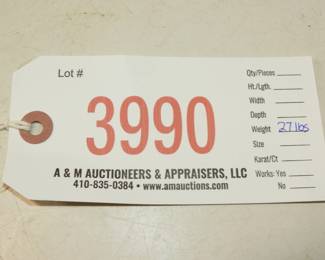 Lot #
3990
A & M AUCTIONEERS & APPRAISERS, LLC
410-835-0384 • www.amauctions.com
Qty/Pieces
Ht./Lgth.
Width
Depth
Weight 27 lbs
Size
Karat/Ct
Works: Yes
No